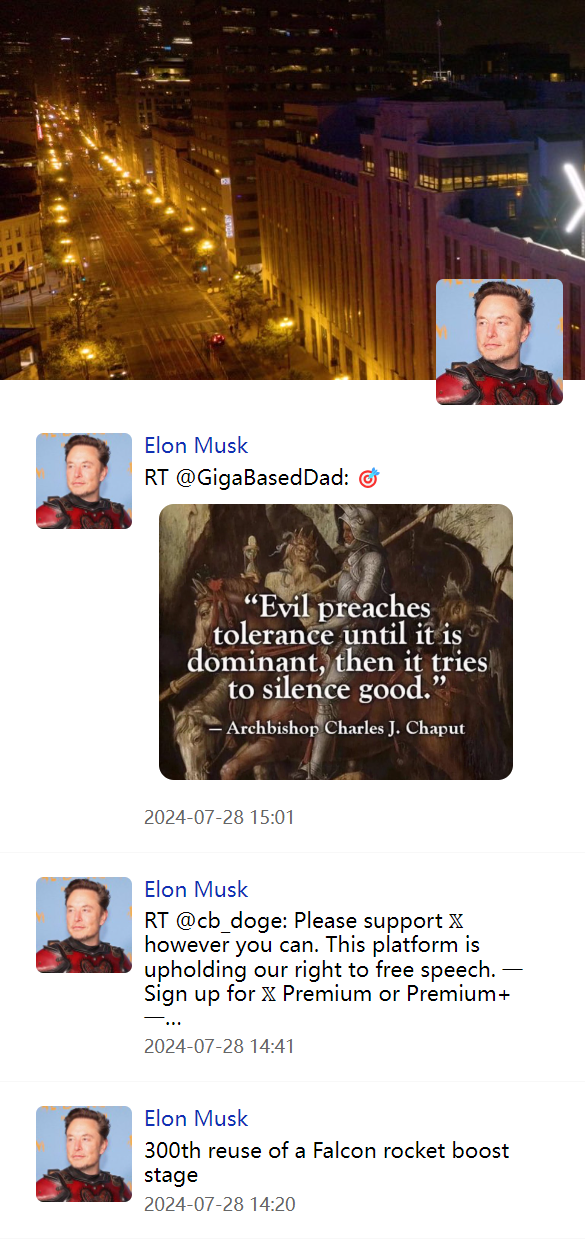 Elon Musk
RT @GigaBasedDad: 🎯
“Evil preaches
tolerance until it is
dominant, then it tries
to silence good.”
— Archbishop Charles J. Chaput
2024-07-28 15:01
Elon Musk
RT @cb_doge: Please support 𝕏
however you can. This platform is
upholding our right to free speech. —
Sign up for 𝕏 Premium or Premium+
—...
2024-07-28 14:41
Elon Musk
300th reuse of a Falcon rocket boost
stage
2024-07-28 14:20